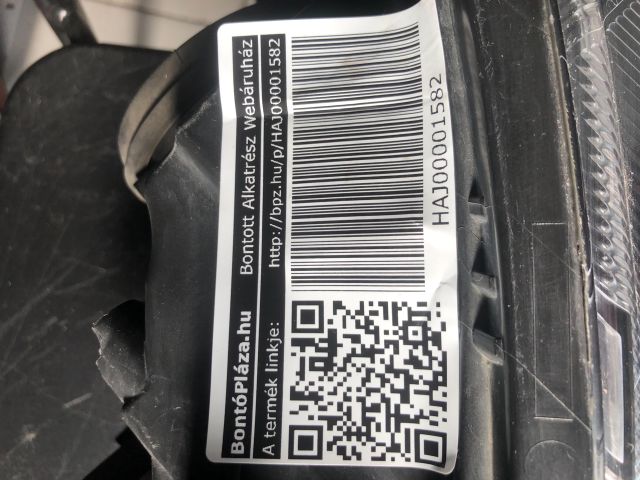 BontóPláza.hu Bontott Alkatrész Webáruház
A termék linkje: http://bpz.hu/p/HAJ00001582
HAJ00001582